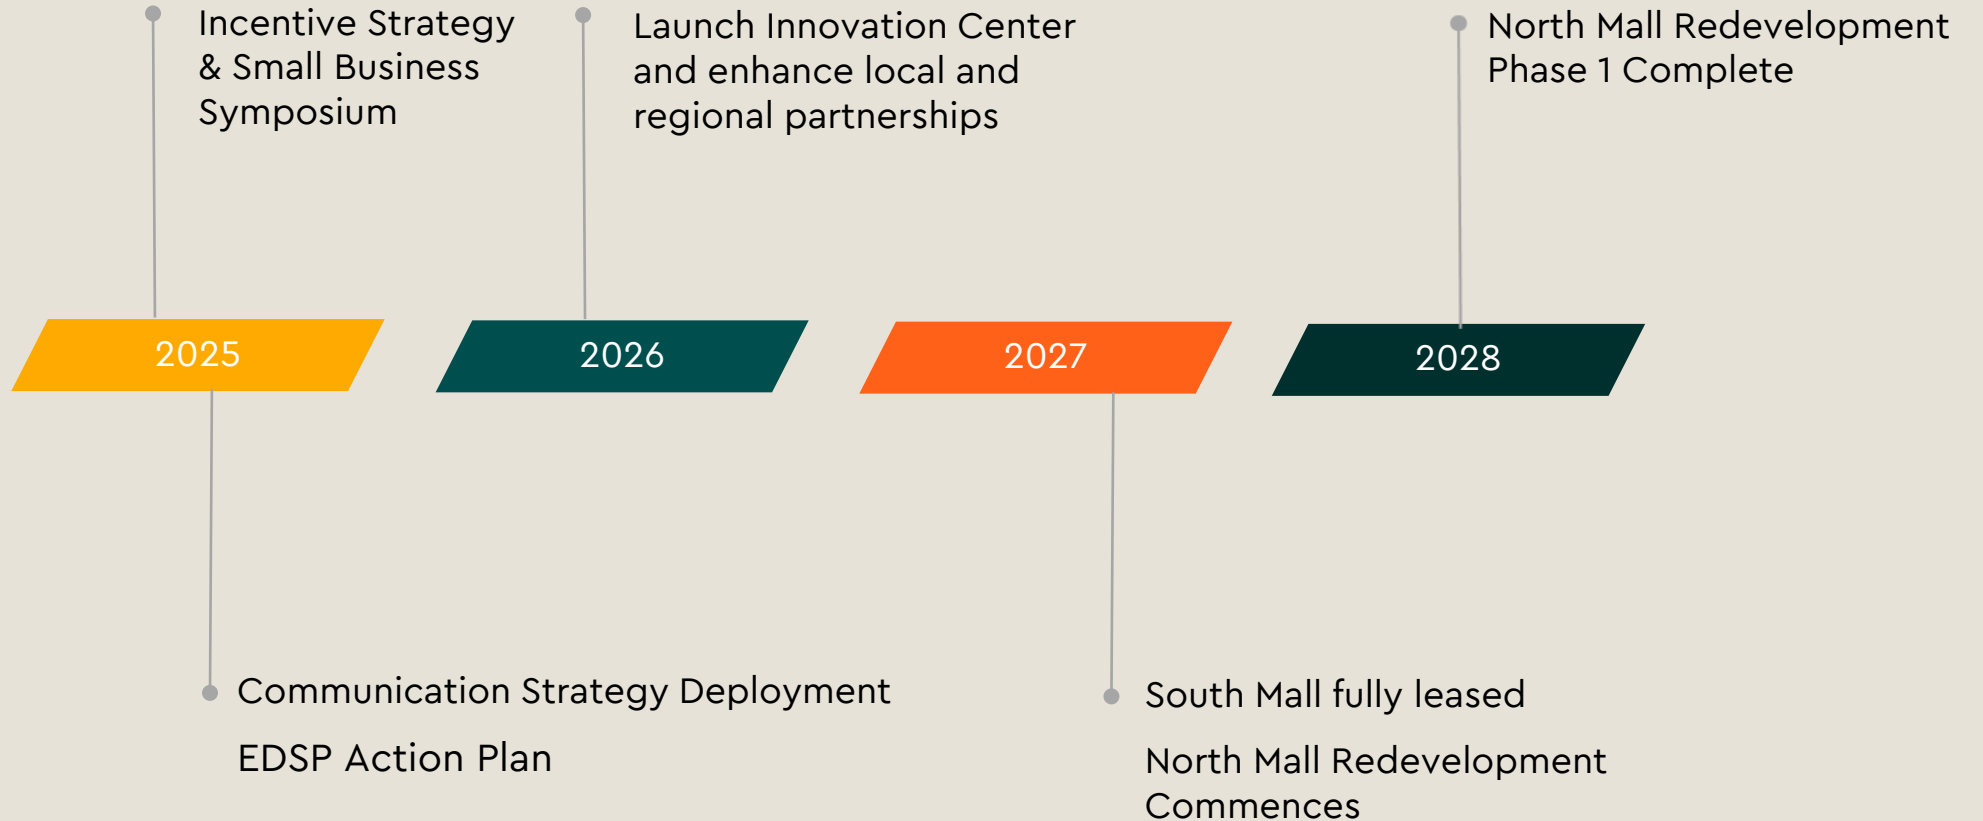 Incentive Strategy
& Small Business
Symposium
Launch Innovation Center
and enhance local and
regional partnerships
North Mall Redevelopment
Phase 1 Complete
2025
2026
2027
2028
Communication Strategy Deployment
EDSP Action Plan
South Mall fully leased
North Mall Redevelopment
Commences